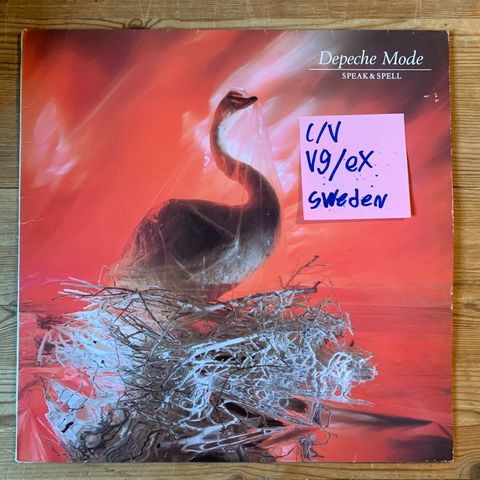 Depeche Mode
SPEAK & SPELL
C/V
Vg/eX
Sweden